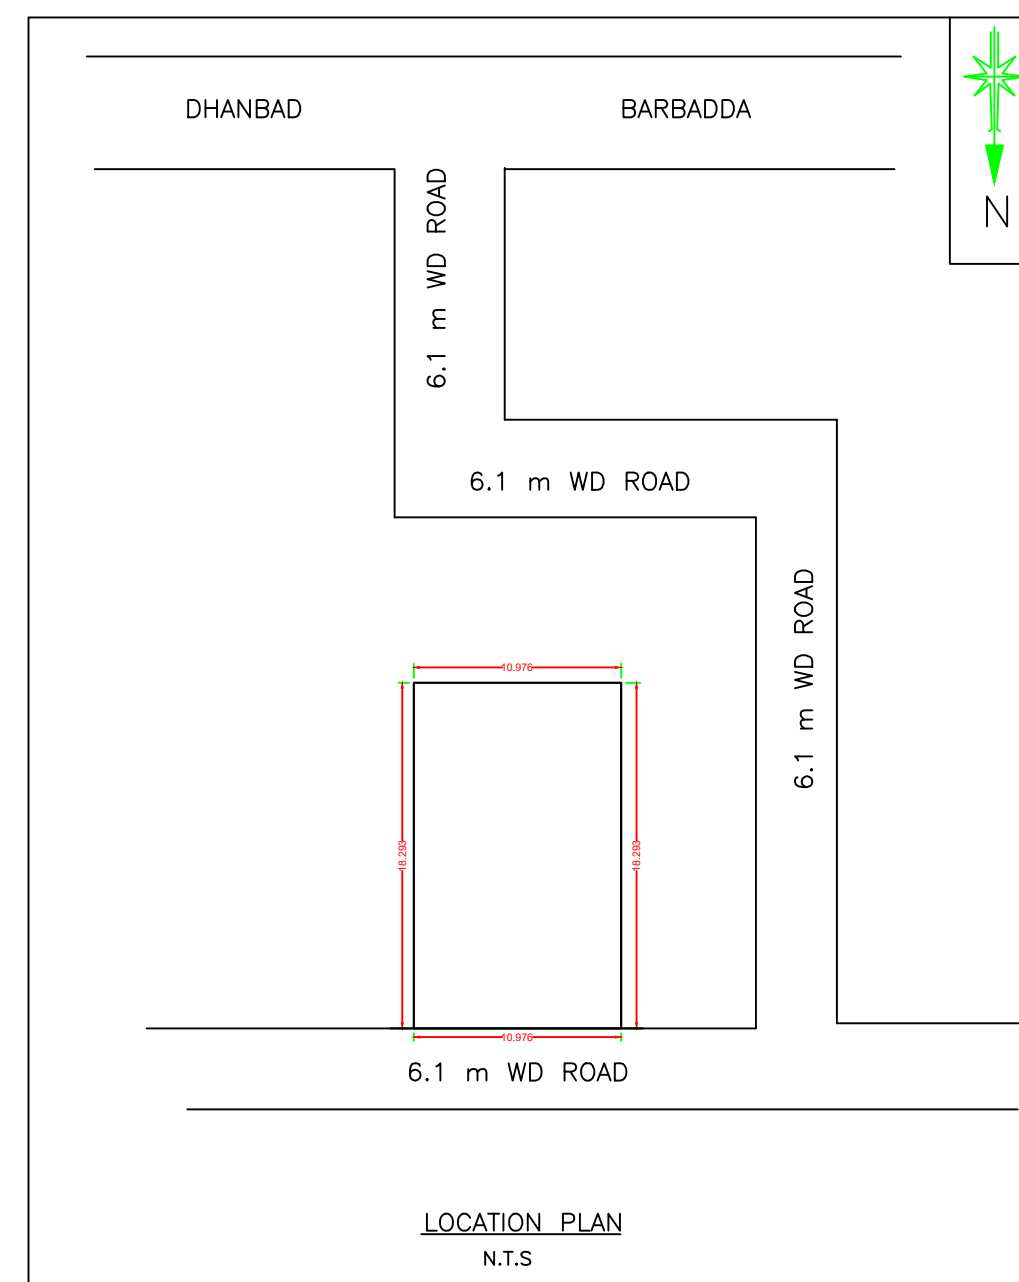 DHANBAD BARBADDA
N
6.1 m WD ROAD
6.1 m WD ROAD
6.1 m WD ROAD
10.976
18.293
18.293
10.976
6.1 m WD ROAD
LOCATION PLAN
N.T.S